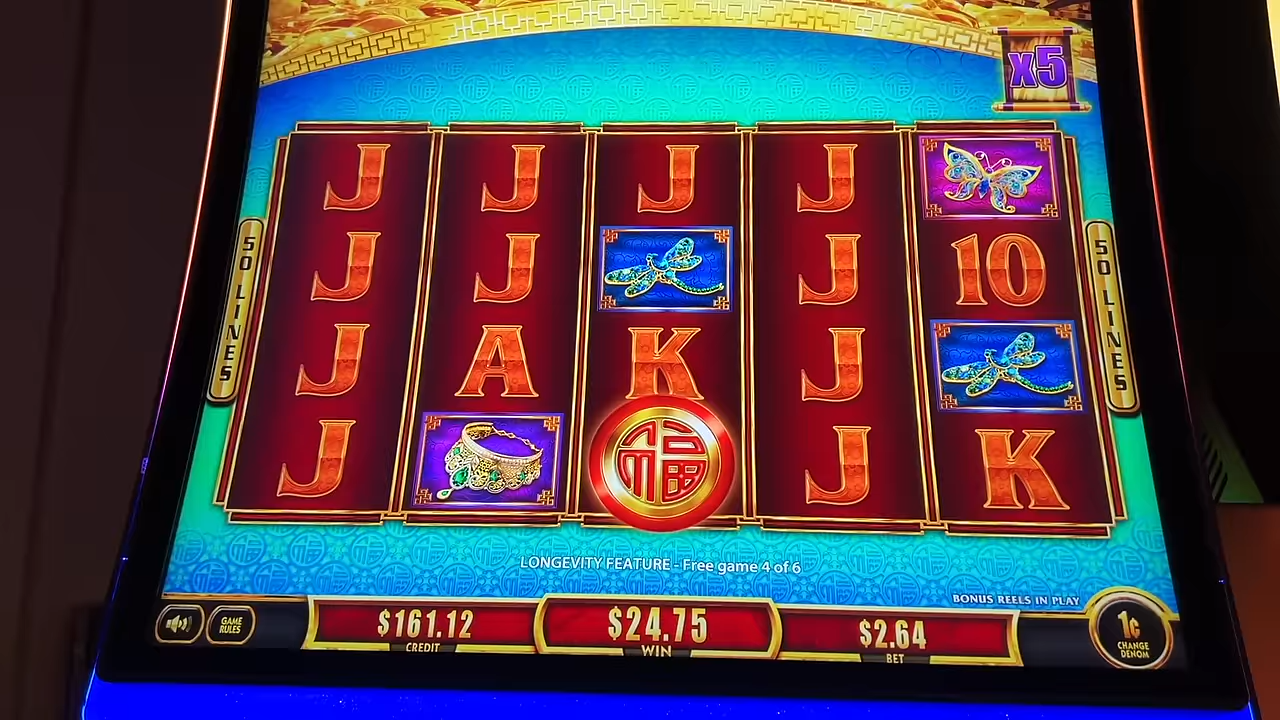 x5
J J J J
J J J 10
J A K J
J 福 J K
50 LINES
50 LINES
LONGEVITY FEATURE - Free game 4 of 6
BONUS REELS IN PLAY
GAME
RULES
$161.12
CREDIT
$24.75
WIN
$2.64
BET
1¢
CHANGE
DENOM